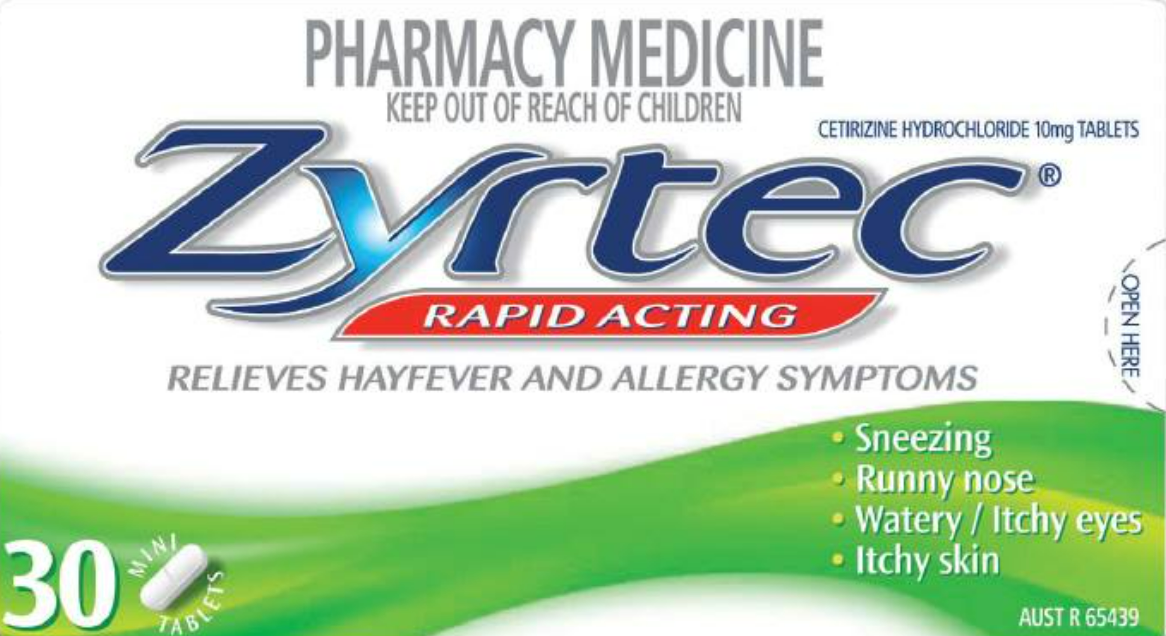 PHARMACY MEDICINE
KEEP OUT OF REACH OF CHILDREN
CETIRIZINE HYDROCHLORIDE 10mg TABLETS
Zyrtec®
RAPID ACTING
OPEN HERE
RELIEVES HAYFEVER AND ALLERGY SYMPTOMS
• Sneezing
• Runny nose
• Watery / Itchy eyes
• Itchy skin
30 MINI TABLETS
AUST R 65439